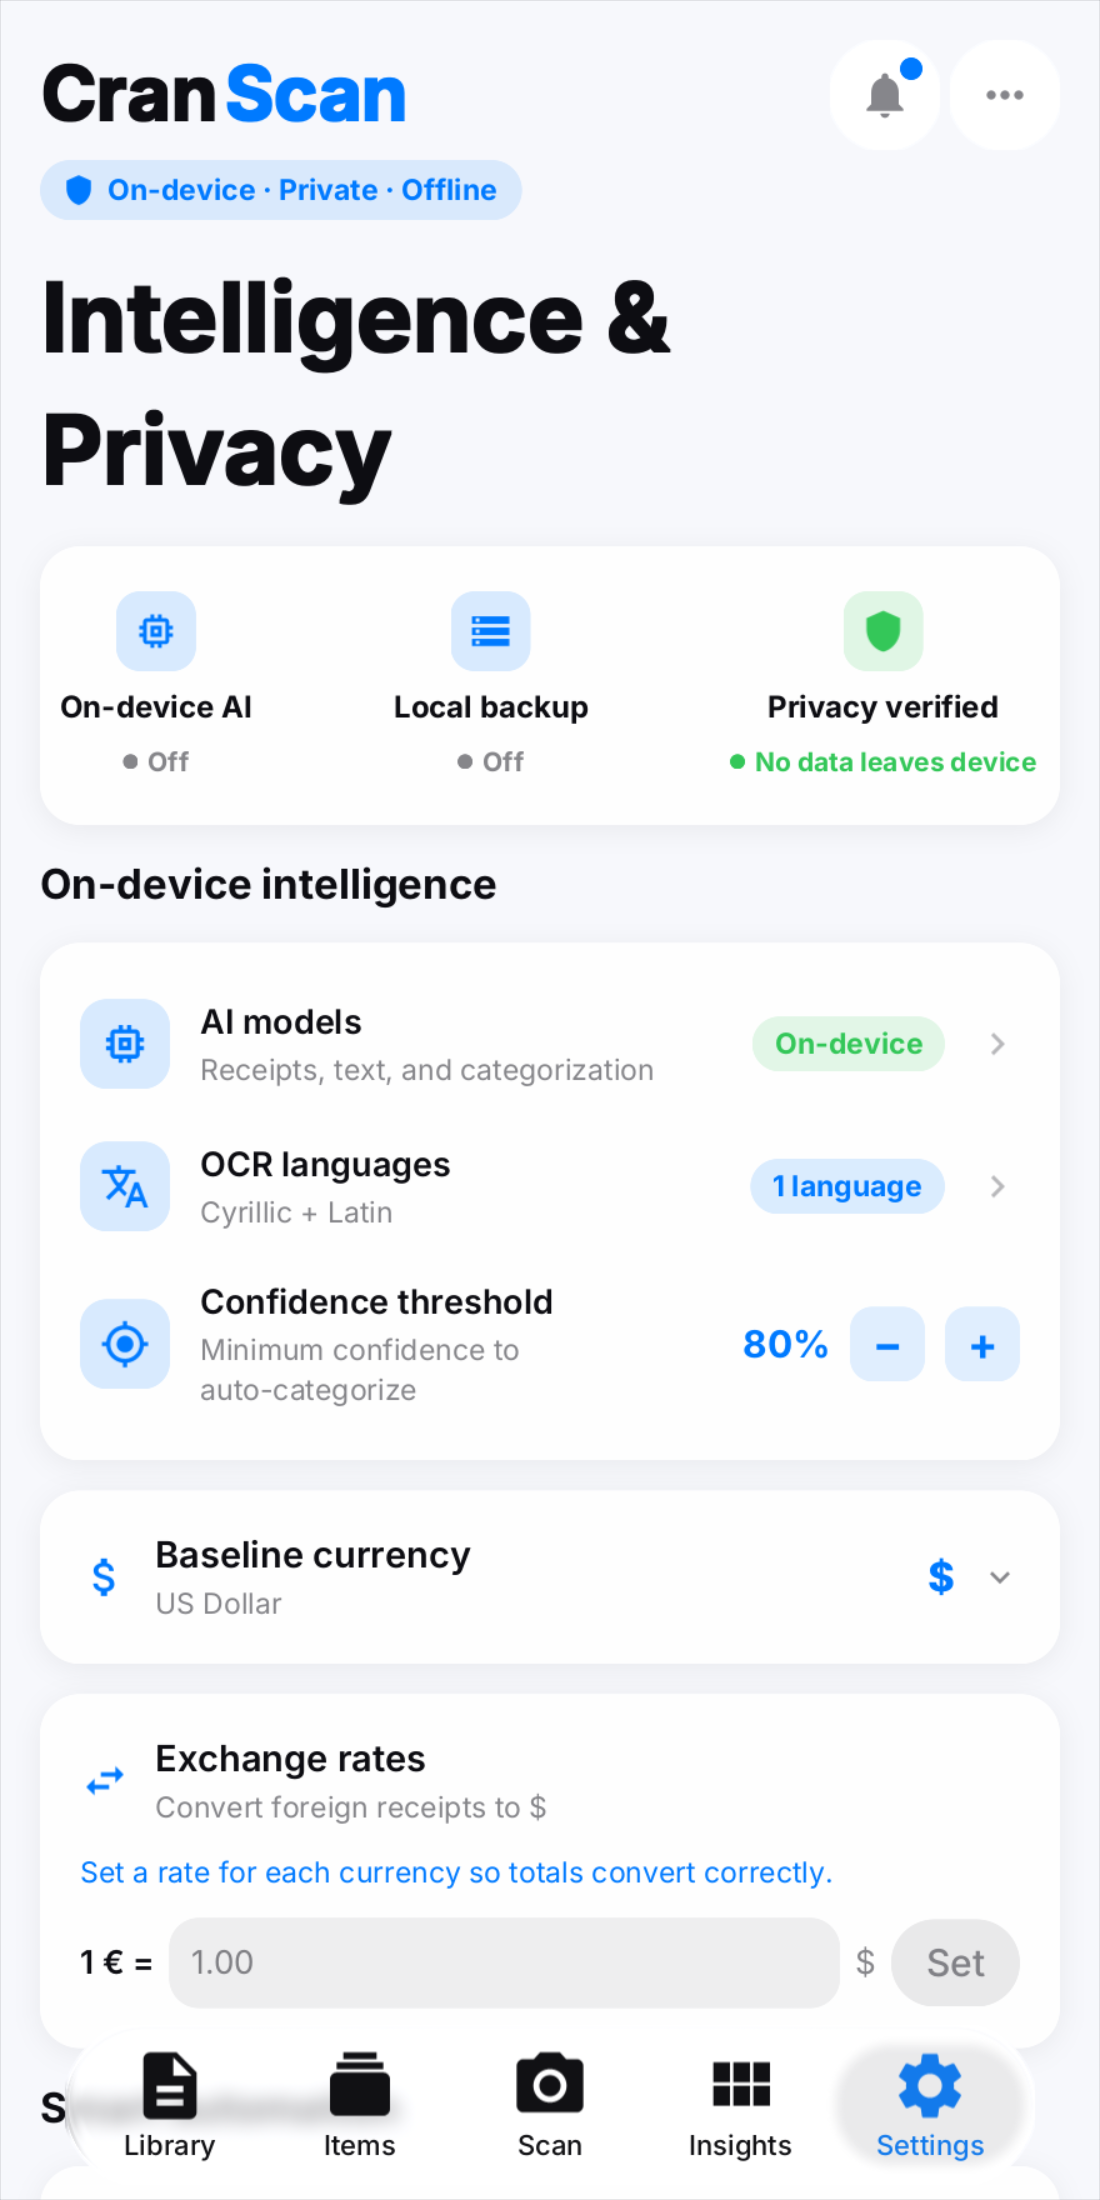 CranScan
On-device · Private · Offline
Intelligence &
Privacy
On-device AI
Off
Local backup
Off
Privacy verified
No data leaves device
On-device intelligence
AI models
Receipts, text, and categorization
On-device
OCR languages
Cyrillic + Latin
1 language
Confidence threshold
Minimum confidence to
auto-categorize
80%
− +
Baseline currency
US Dollar
$
Exchange rates
Convert foreign receipts to $
Set a rate for each currency so totals convert correctly.
1 € = 1.00 $ Set
Library Items Scan Insights Settings